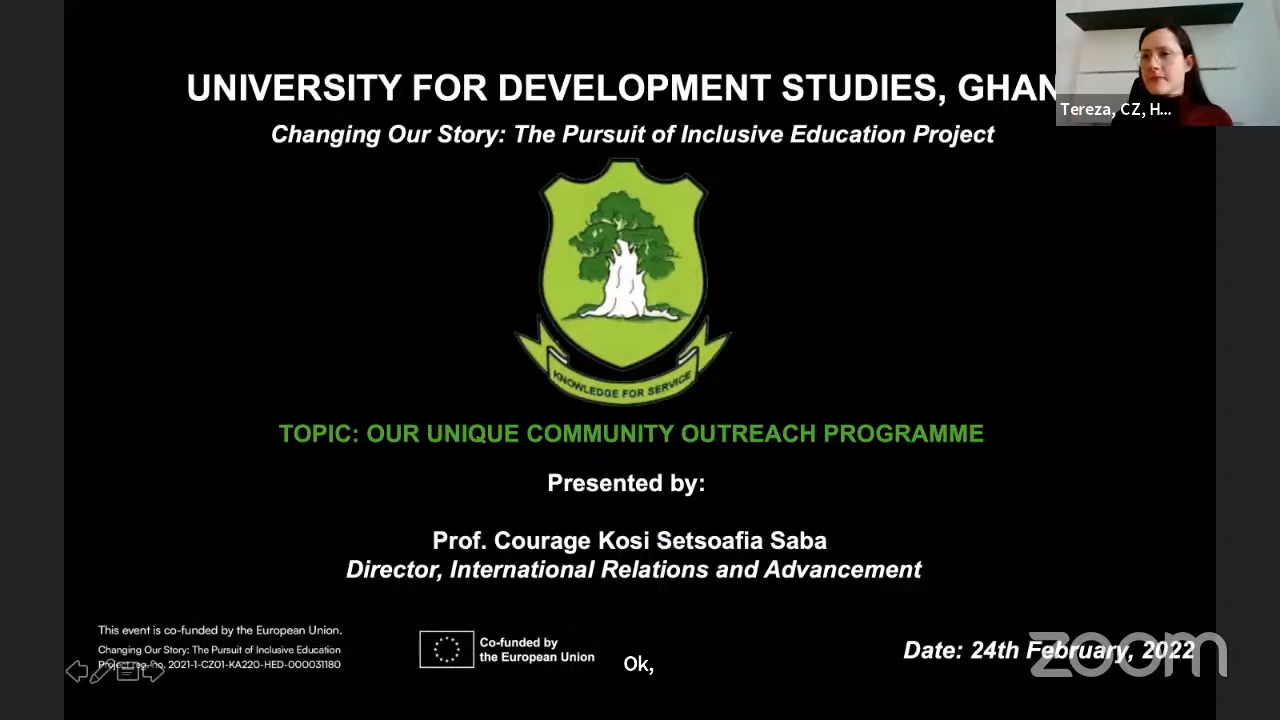 UNIVERSITY FOR DEVELOPMENT STUDIES, GHAN
Tereza, CZ, H...
Changing Our Story: The Pursuit of Inclusive Education Project
KNOWLEDGE FOR SERVICE
TOPIC: OUR UNIQUE COMMUNITY OUTREACH PROGRAMME
Presented by:
Prof. Courage Kosi Setsoafia Saba
Director, International Relations and Advancement
This event is co-funded by the European Union.
Changing Our Story: The Pursuit of Inclusive Education
Project reg. no. 2021-1-CZ01-KA220-HED-000031180
Co-funded by
the European Union
Ok,
Date: 24th February, 2022
zoom